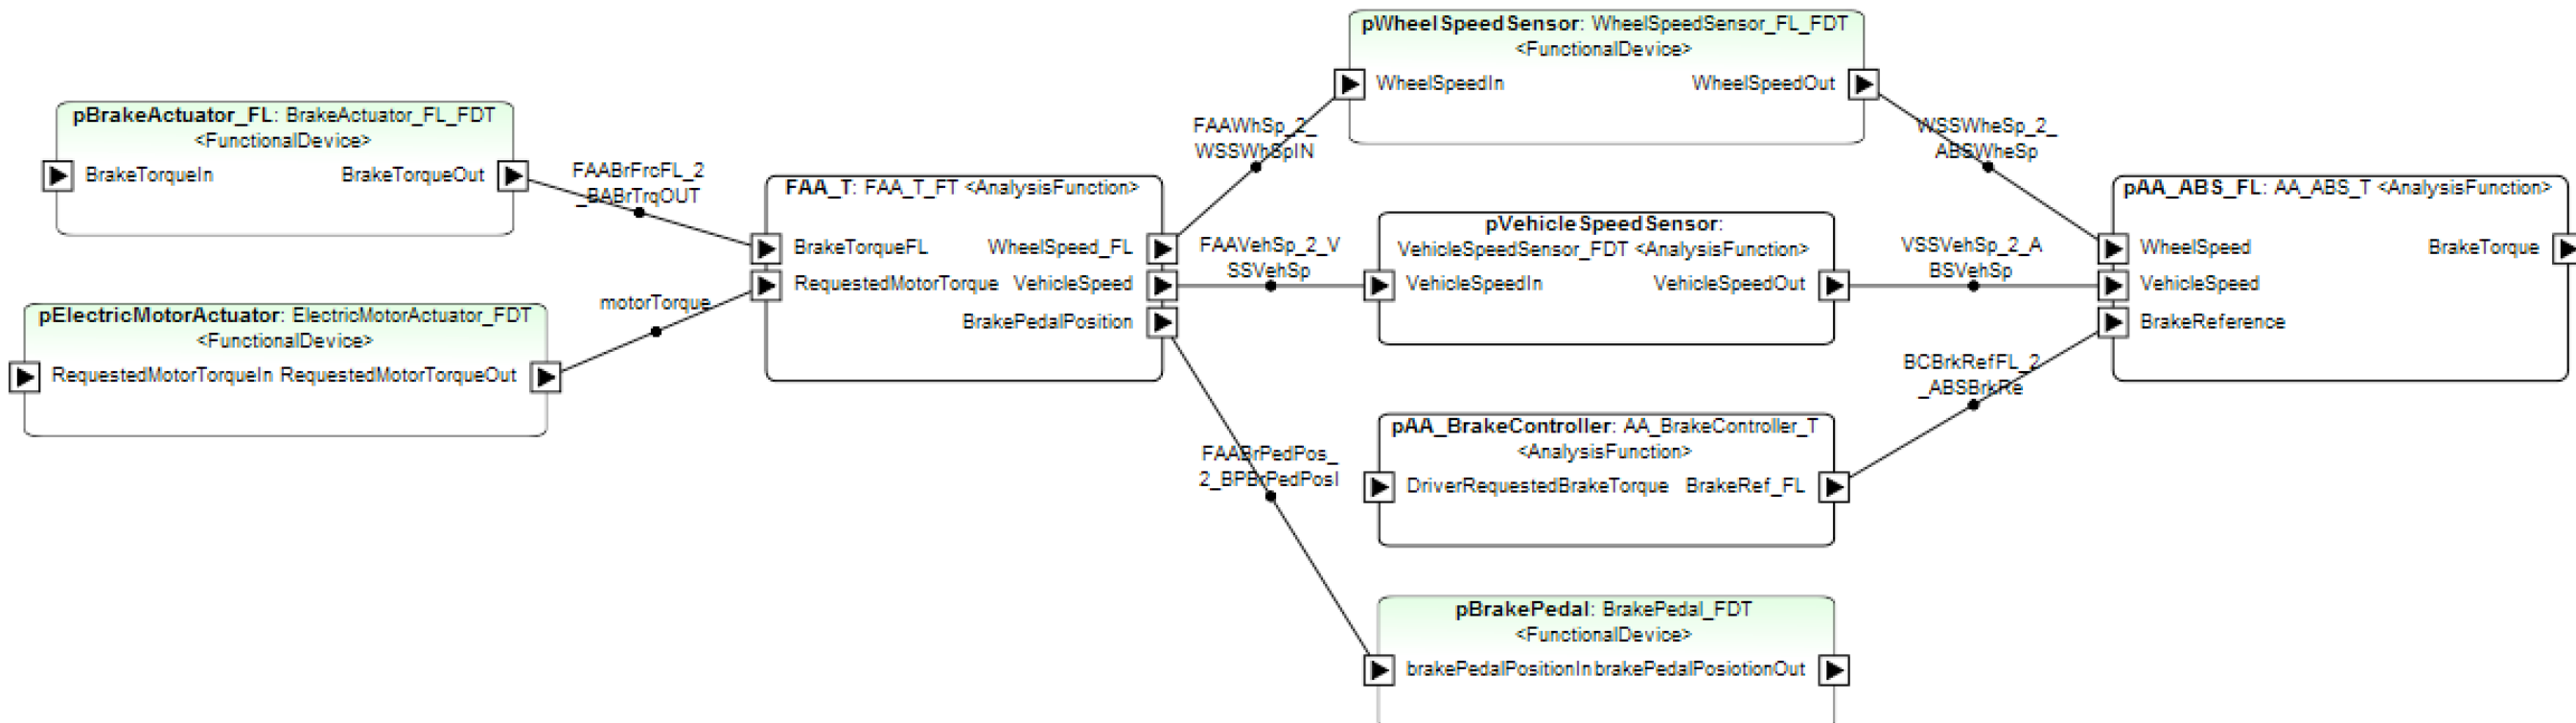 pBrakeActuator_FL: BrakeActuator_FL_FDT
<FunctionalDevice>
BrakeTorqueIn
BrakeTorqueOut
pElectricMotorActuator: ElectricMotorActuator_FDT
<FunctionalDevice>
RequestedMotorTorqueIn
RequestedMotorTorqueOut
FAABrFrcFL_2
_BABrTrqOUT
motorTorque
FAA_T: FAA_T_FT <AnalysisFunction>
BrakeTorqueFL
WheelSpeed_FL
RequestedMotorTorque
VehicleSpeed
BrakePedalPosition
FAAWhSp_2_
WSSWhSpIN
FAAVehSp_2_V
SSVehSp
FAABrPedPos_
2_BPBrPedPosI
pWheelSpeedSensor: WheelSpeedSensor_FL_FDT
<FunctionalDevice>
WheelSpeedIn
WheelSpeedOut
pVehicleSpeedSensor:
VehicleSpeedSensor_FDT <AnalysisFunction>
VehicleSpeedIn
VehicleSpeedOut
pAA_BrakeController: AA_BrakeController_T
<AnalysisFunction>
DriverRequestedBrakeTorque
BrakeRef_FL
pBrakePedal: BrakePedal_FDT
<FunctionalDevice>
brakePedalPositionIn
brakePedalPosiotionOut
WSSWheSp_2_
ABSWheSp
VSSVehSp_2_A
BSVehSp
BCBrkRefFL_2
_ABSBrkRe
pAA_ABS_FL: AA_ABS_T <AnalysisFunction>
WheelSpeed
BrakeTorque
VehicleSpeed
BrakeReference